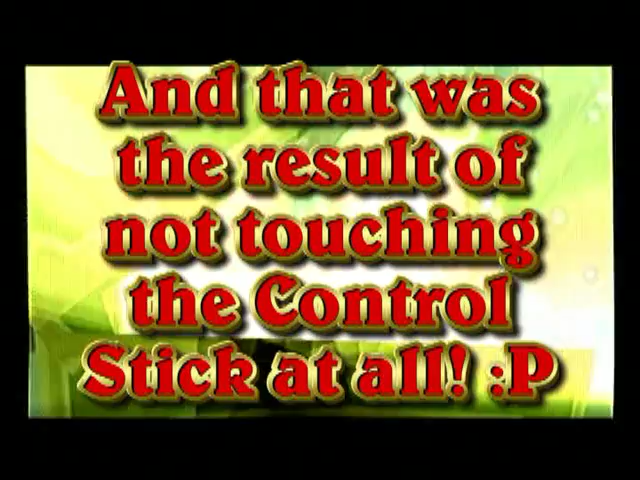 And that was
the result of
not touching
the Control
Stick at all! :P